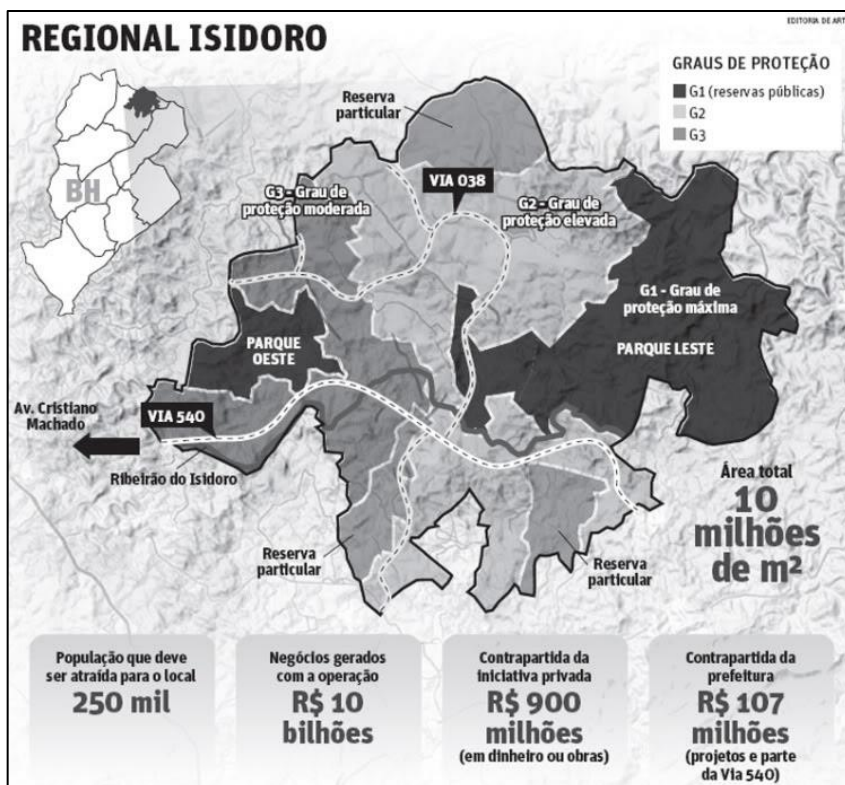 EDITORIA DE ART
REGIONAL ISIDORO
GRAUS DE PROTEÇÃO
G1 (reservas públicas)
G2
G3
BH
Reserva
particular
VIA 038
G3 - Grau de
proteção moderada
G2 - Grau de
proteção elevada
G1 - Grau de
proteção máxima
PARQUE
OESTE
PARQUE LESTE
Av. Cristiano
Machado
VIA 540
Ribeirão do Isidoro
Reserva
particular
Reserva
particular
Área total
10
milhões
de m²
População que deve
ser atraída para o local
250 mil
Negócios gerados
com a operação
R$ 10
bilhões
Contrapartida da
iniciativa privada
R$ 900
milhões
(em dinheiro ou obras)
Contrapartida da
prefeitura
R$ 107
milhões
(projetos e parte
da Via 540)